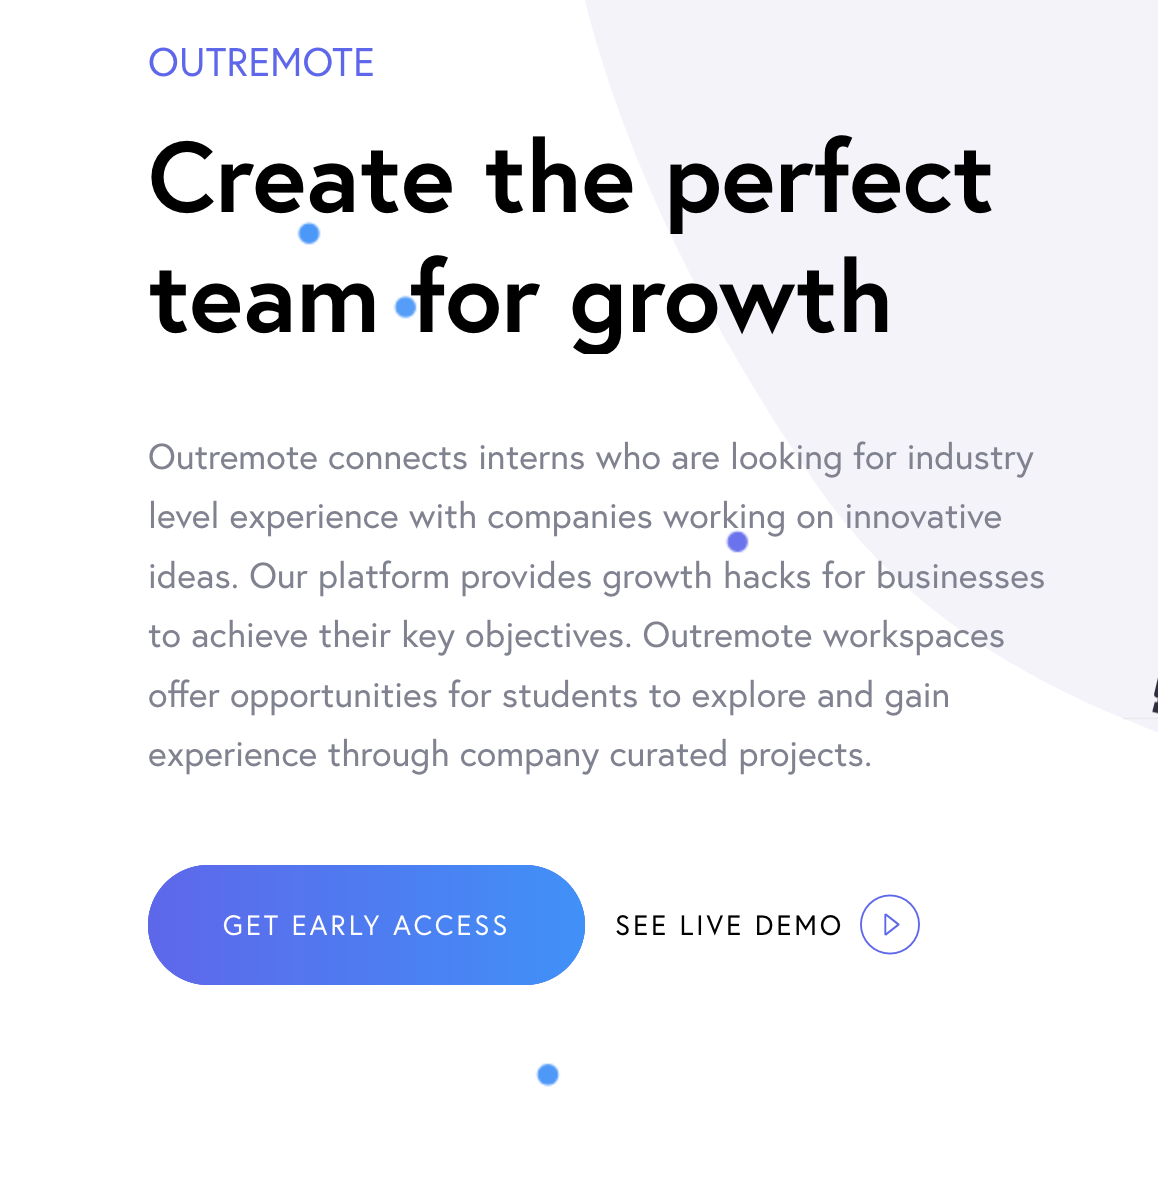 OUTREMOTE
Create the perfect
team for growth
Outremote connects interns who are looking for industry
level experience with companies working on innovative
ideas. Our platform provides growth hacks for businesses
to achieve their key objectives. Outremote workspaces
offer opportunities for students to explore and gain
experience through company curated projects.
GET EARLY ACCESS
SEE LIVE DEMO